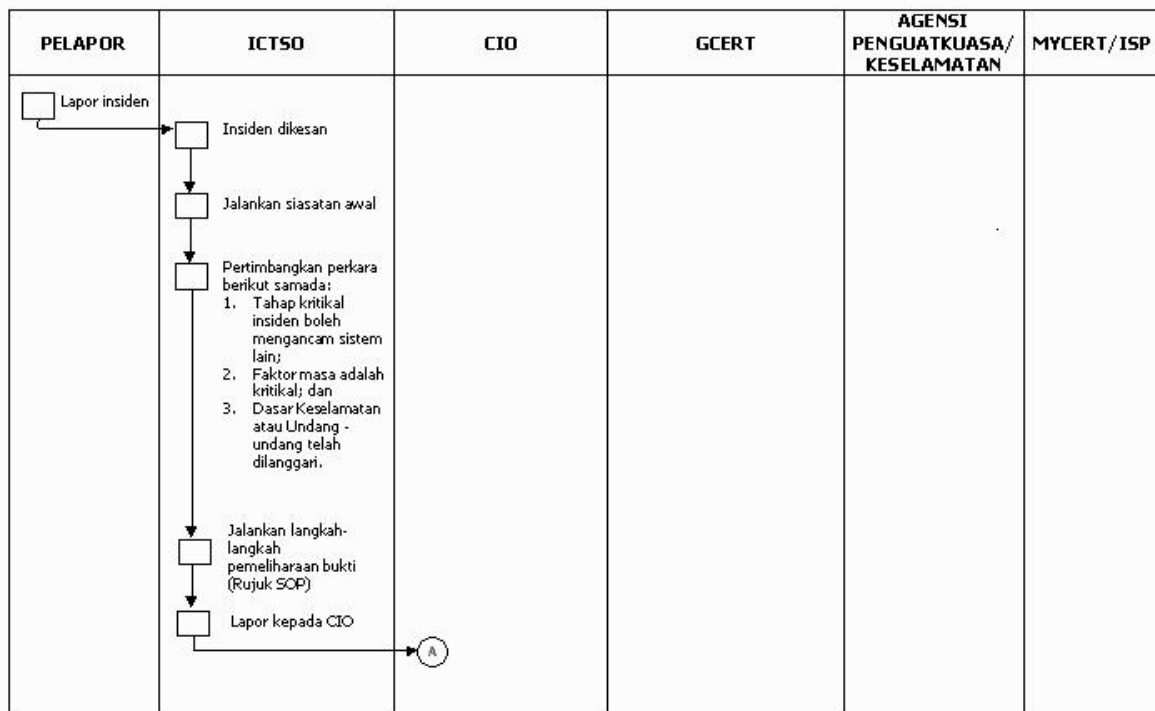 PELAPOR
ICTSO
CIO
GCERT
AGENSI
PENGUATKUASA/
KESELAMATAN
MYCERT/ISP
Lapor insiden
Insiden dikesan
Jalankan siasatan awal
Pertimbangkan perkara
berikut samada:
1. Tahap kritikal
insiden boleh
mengancam sistem
lain;
2. Faktor masa adalah
kritikal; dan
3. Dasar Keselamatan
atau Undang -
undang telah
dilanggari.
Jalankan langkah-
langkah
pemeliharaan bukti
(Rujuk SOP)
Lapor kepada CIO
A